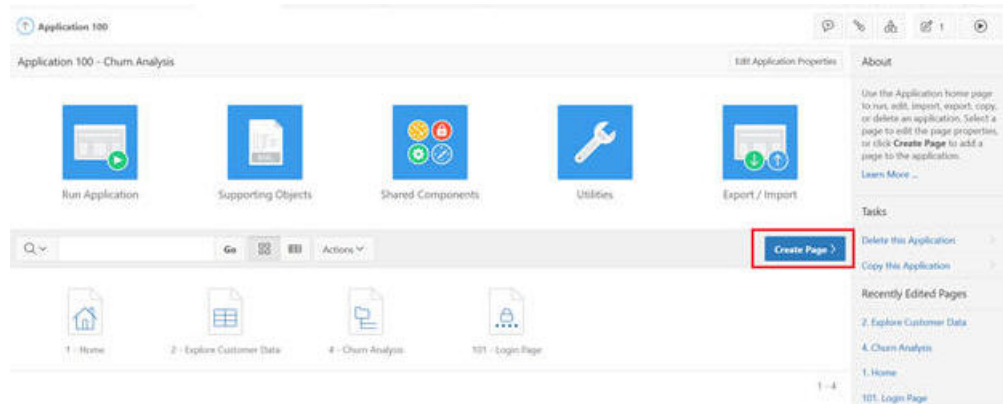 Application 100
1
Application 100 - Churn Analysis
Edit Application Properties
About
Use the Application home page
to run, edit, import, export, copy,
or delete an application. Select a
page to edit the page properties,
or click Create Page to add a
page to the application.
Learn More ...
Run Application
Supporting Objects
Shared Components
Utilities
Export / Import
Tasks
Go
Actions
Create Page >
Delete this Application
Copy this Application
Recently Edited Pages
1 - Home
2 - Explore Customer Data
4 - Churn Analysis
101 - Login Page
2. Explore Customer Data
4. Churn Analysis
1. Home
101. Login Page
1 - 4